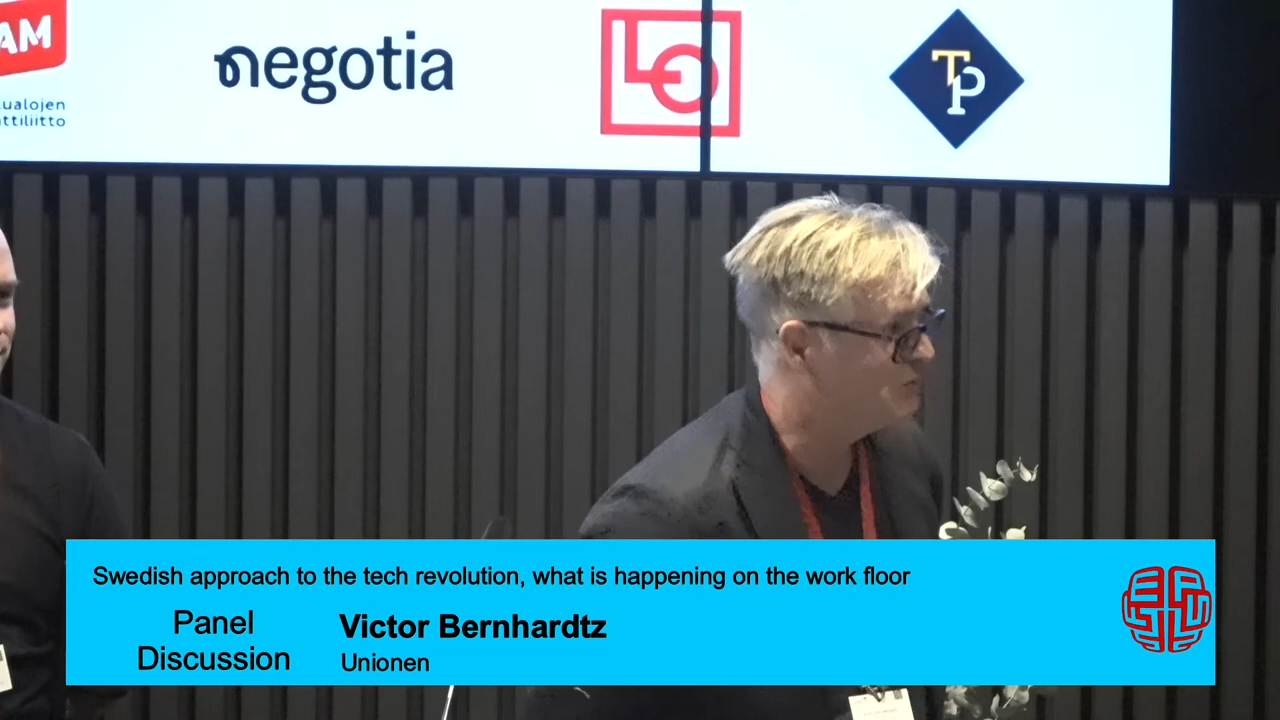 AM
ualojen
ttiliitto
negotia
LO
TP
Swedish approach to the tech revolution, what is happening on the work floor
Panel
Discussion
Victor Bernhardtz
Unionen